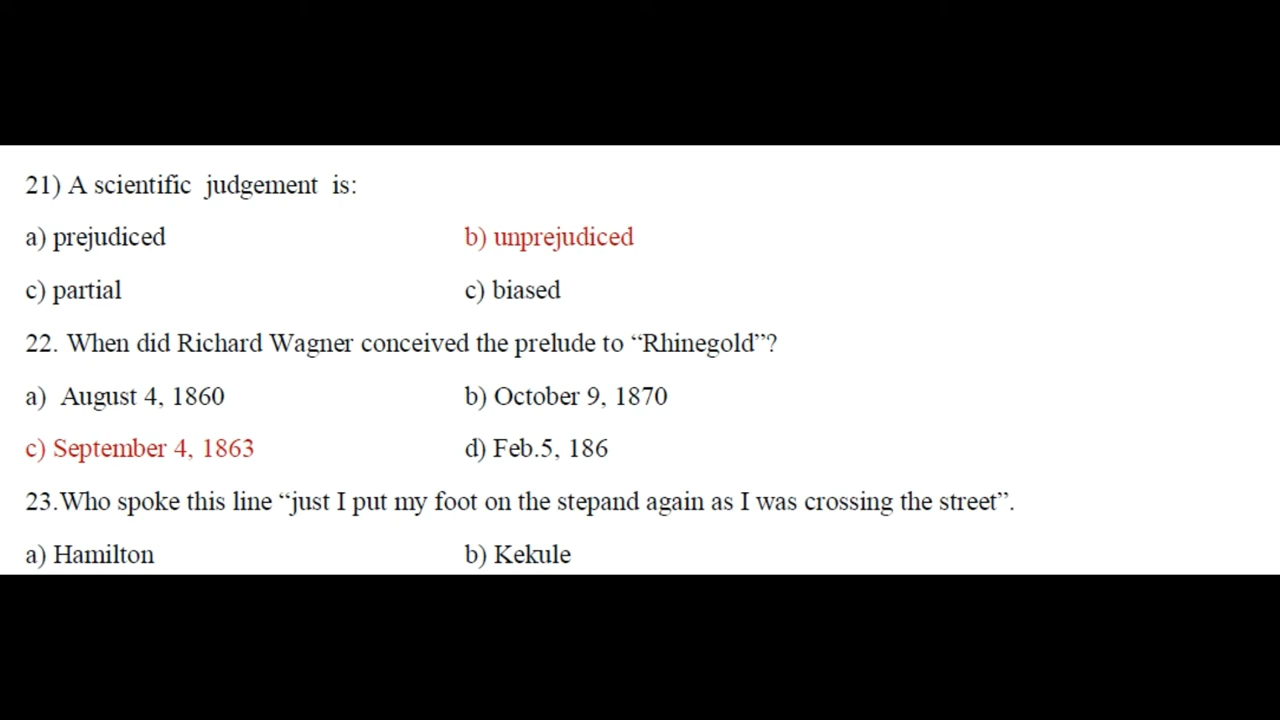 21) A scientific judgement is:
a) prejudiced b) unprejudiced
c) partial c) biased
22. When did Richard Wagner conceived the prelude to “Rhinegold”?
a) August 4, 1860 b) October 9, 1870
c) September 4, 1863 d) Feb.5, 186
23.Who spoke this line “just I put my foot on the stepand again as I was crossing the street”.
a) Hamilton b) Kekule